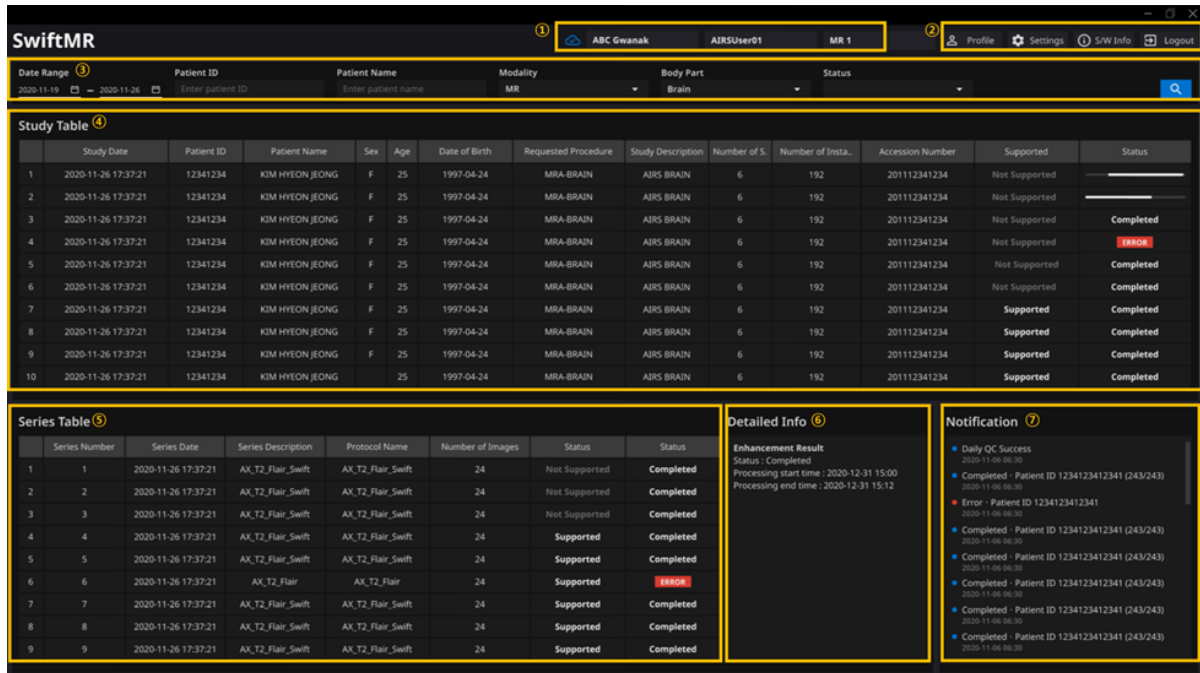 SwiftMR
① ABC Gwanak AIRSUser01 MR 1
② Profile Settings S/W Info Logout
Date Range ③ Patient ID Patient Name Modality Body Part Status
2020-11-19 — 2020-11-26 Enter patient ID Enter patient name MR Brain
Study Table ④
Study Date Patient ID Patient Name Sex Age Date of Birth Requested Procedure Study Description Number of S. Number of Insta.. Accession Number Supported Status
1 2020-11-26 17:37:21 12341234 KIM HYEON JEONG F 25 1997-04-24 MRA-BRAIN AIRS BRAIN 6 192 201112341234 Not Supported
2 2020-11-26 17:37:21 12341234 KIM HYEON JEONG F 25 1997-04-24 MRA-BRAIN AIRS BRAIN 6 192 201112341234 Not Supported
3 2020-11-26 17:37:21 12341234 KIM HYEON JEONG F 25 1997-04-24 MRA-BRAIN AIRS BRAIN 6 192 201112341234 Not Supported Completed
4 2020-11-26 17:37:21 12341234 KIM HYEON JEONG F 25 1997-04-24 MRA-BRAIN AIRS BRAIN 6 192 201112341234 Not Supported ERROR
5 2020-11-26 17:37:21 12341234 KIM HYEON JEONG F 25 1997-04-24 MRA-BRAIN AIRS BRAIN 6 192 201112341234 Not Supported Completed
6 2020-11-26 17:37:21 12341234 KIM HYEON JEONG F 25 1997-04-24 MRA-BRAIN AIRS BRAIN 6 192 201112341234 Not Supported Completed
7 2020-11-26 17:37:21 12341234 KIM HYEON JEONG F 25 1997-04-24 MRA-BRAIN AIRS BRAIN 6 192 201112341234 Supported Completed
8 2020-11-26 17:37:21 12341234 KIM HYEON JEONG F 25 1997-04-24 MRA-BRAIN AIRS BRAIN 6 192 201112341234 Supported Completed
9 2020-11-26 17:37:21 12341234 KIM HYEON JEONG F 25 1997-04-24 MRA-BRAIN AIRS BRAIN 6 192 201112341234 Supported Completed
10 2020-11-26 17:37:21 12341234 KIM HYEON JEONG 25 1997-04-24 MRA-BRAIN AIRS BRAIN 6 192 201112341234 Supported Completed
Series Table ⑤
Series Number Series Date Series Description Protocol Name Number of Images Status Status
1 1 2020-11-26 17:37:21 AX_T2_Flair_Swift AX_T2_Flair_Swift 24 Not Supported Completed
2 2 2020-11-26 17:37:21 AX_T2_Flair_Swift AX_T2_Flair_Swift 24 Not Supported Completed
3 3 2020-11-26 17:37:21 AX_T2_Flair_Swift AX_T2_Flair_Swift 24 Not Supported Completed
4 4 2020-11-26 17:37:21 AX_T2_Flair_Swift AX_T2_Flair_Swift 24 Supported Completed
5 5 2020-11-26 17:37:21 AX_T2_Flair_Swift AX_T2_Flair_Swift 24 Supported Completed
6 6 2020-11-26 17:37:21 AX_T2_Flair AX_T2_Flair 24 Supported ERROR
7 7 2020-11-26 17:37:21 AX_T2_Flair_Swift AX_T2_Flair_Swift 24 Supported Completed
8 8 2020-11-26 17:37:21 AX_T2_Flair_Swift AX_T2_Flair_Swift 24 Supported Completed
9 9 2020-11-26 17:37:21 AX_T2_Flair_Swift AX_T2_Flair_Swift 24 Supported Completed
Detailed Info ⑥
Enhancement Result
Status : Completed
Processing start time : 2020-12-31 15:00
Processing end time : 2020-12-31 15:12
Notification ⑦
Daily QC Success
2020-11-06 06:30
Completed · Patient ID 1234123412341 (243/243)
2020-11-06 06:30
Error · Patient ID 1234123412341
2020-11-06 06:30
Completed · Patient ID 1234123412341 (243/243)
2020-11-06 06:30
Completed · Patient ID 1234123412341 (243/243)
2020-11-06 06:30
Completed · Patient ID 1234123412341 (243/243)
2020-11-06 06:30
Completed · Patient ID 1234123412341 (243/243)
2020-11-06 06:30
Completed · Patient ID 1234123412341 (243/243)
2020-11-06 06:30